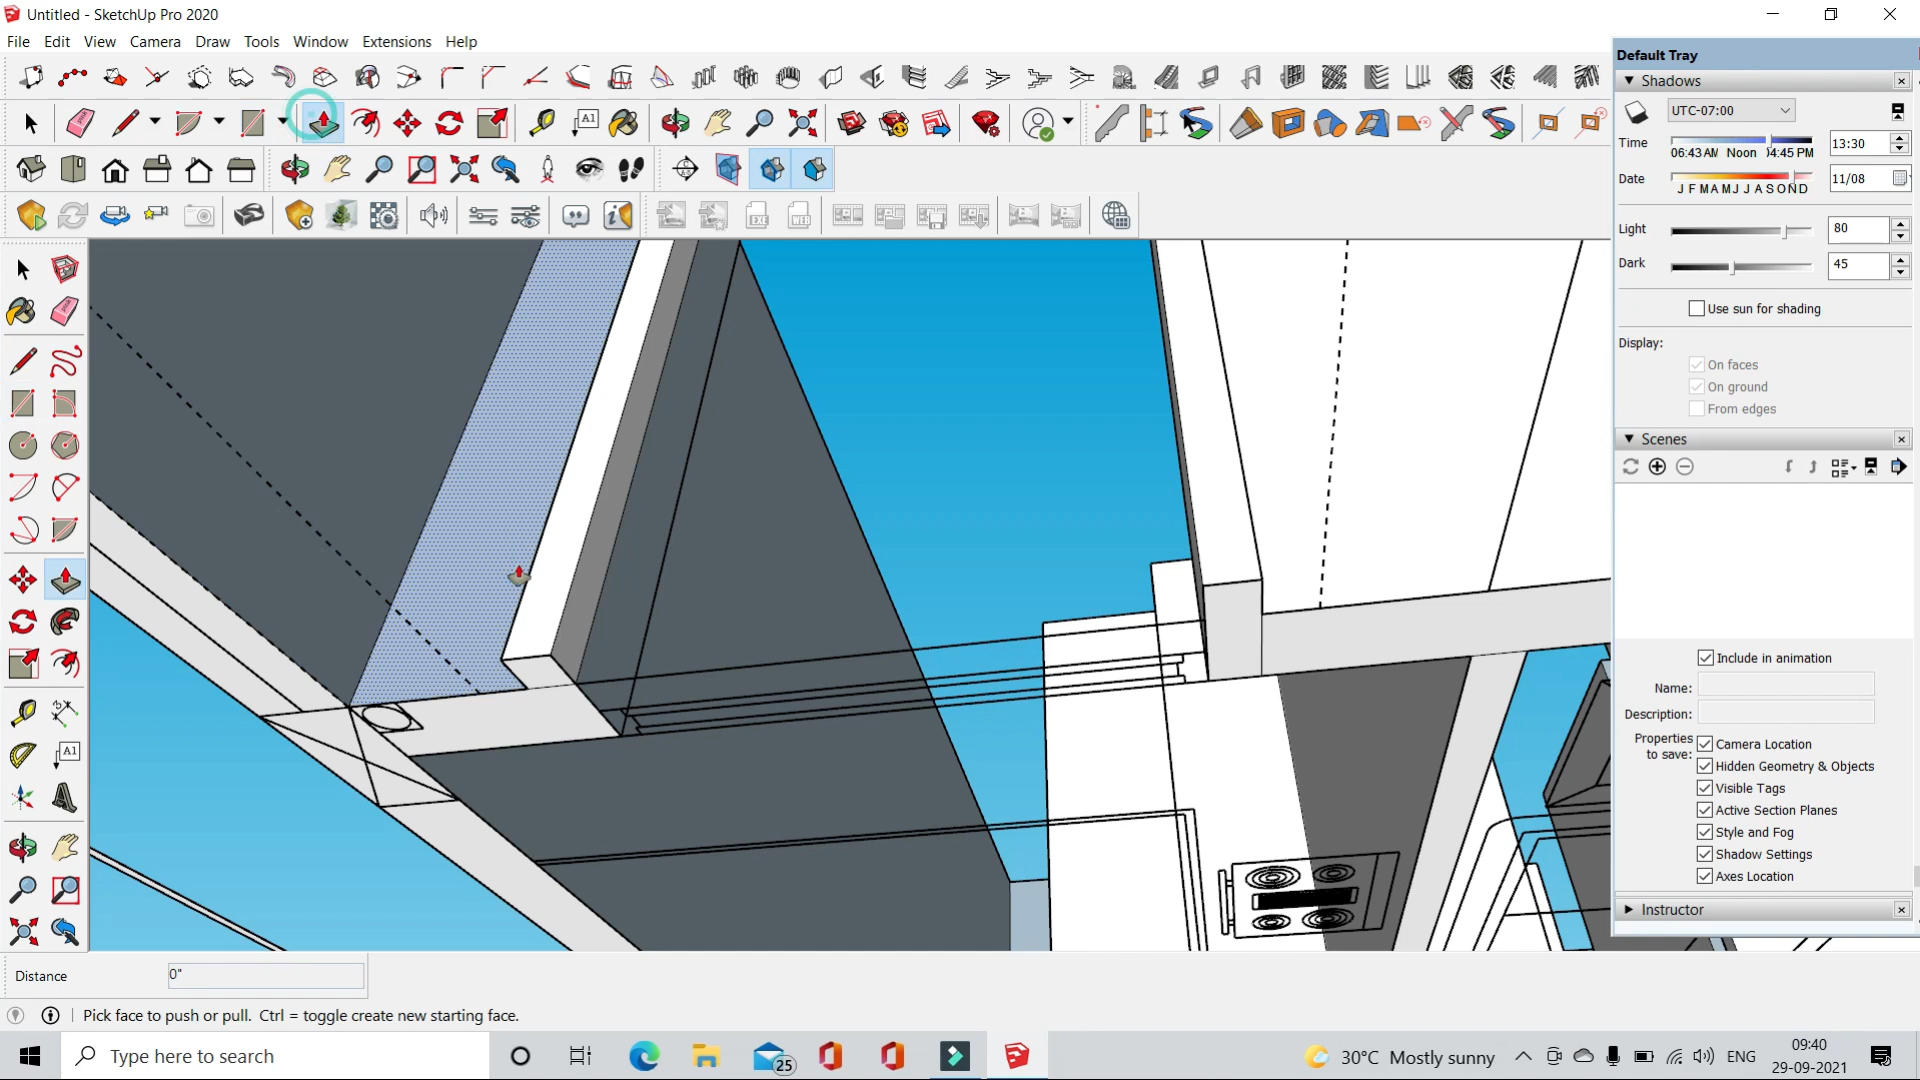 Untitled - SketchUp Pro 2020
File Edit View Camera Draw Tools Window Extensions Help
Default Tray
Shadows
UTC-07:00
Time
06:43 AM Noon 04:45 PM
13:30
Date
J F M A M J J A S O N D
11/08
Light
80
Dark
45
Use sun for shading
Display:
On faces
On ground
From edges
Scenes
Include in animation
Name:
Description:
Properties to save:
Camera Location
Hidden Geometry & Objects
Visible Tags
Active Section Planes
Style and Fog
Shadow Settings
Axes Location
Instructor
Distance
0"
Pick face to push or pull. Ctrl = toggle create new starting face.
Type here to search
25
30°C Mostly sunny
ENG
09:40
29-09-2021